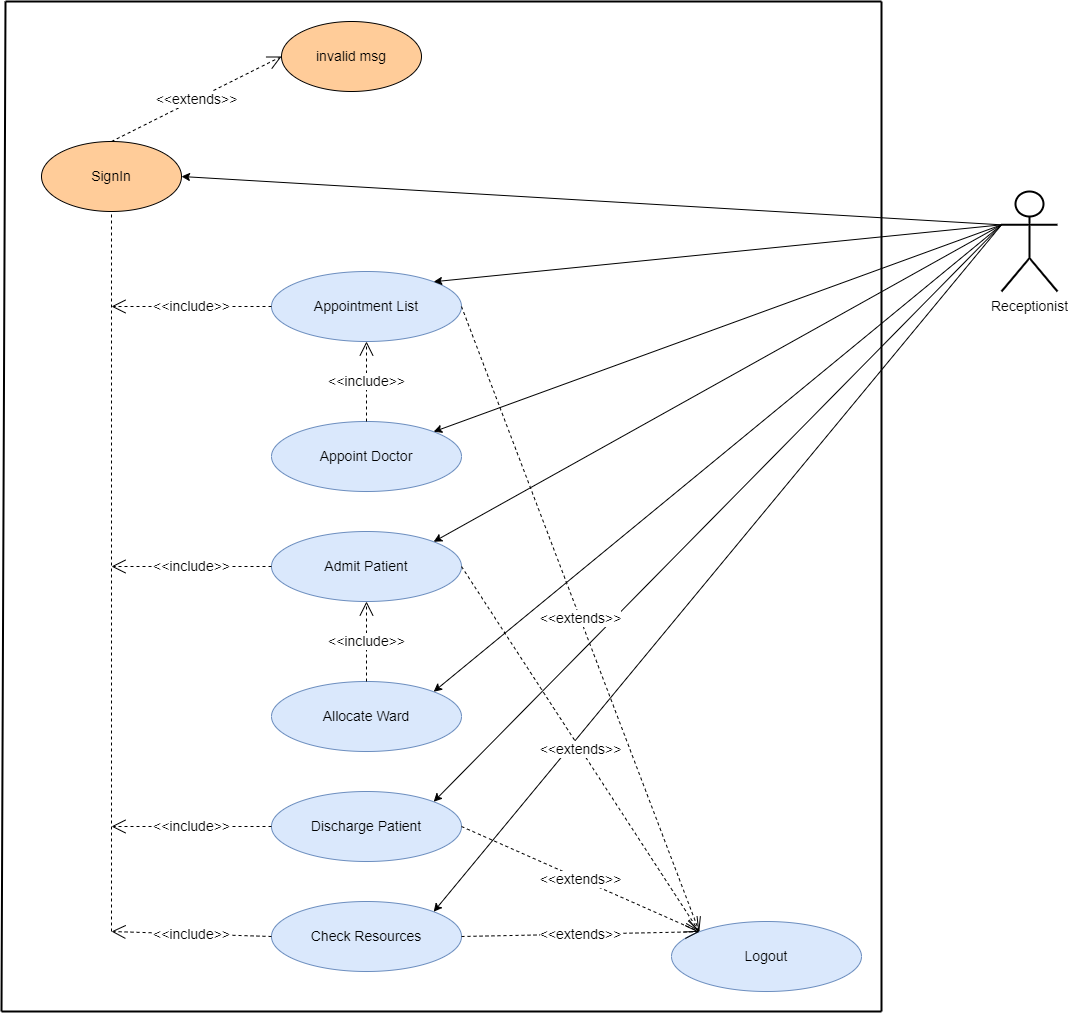 invalid msg
<<extends>>
SignIn
<<include>>
Appointment List
Receptionist
<<include>>
Appoint Doctor
<<include>>
Admit Patient
<<extends>>
<<include>>
Allocate Ward
<<extends>>
<<include>>
Discharge Patient
<<extends>>
<<include>>
Check Resources
<<extends>>
Logout